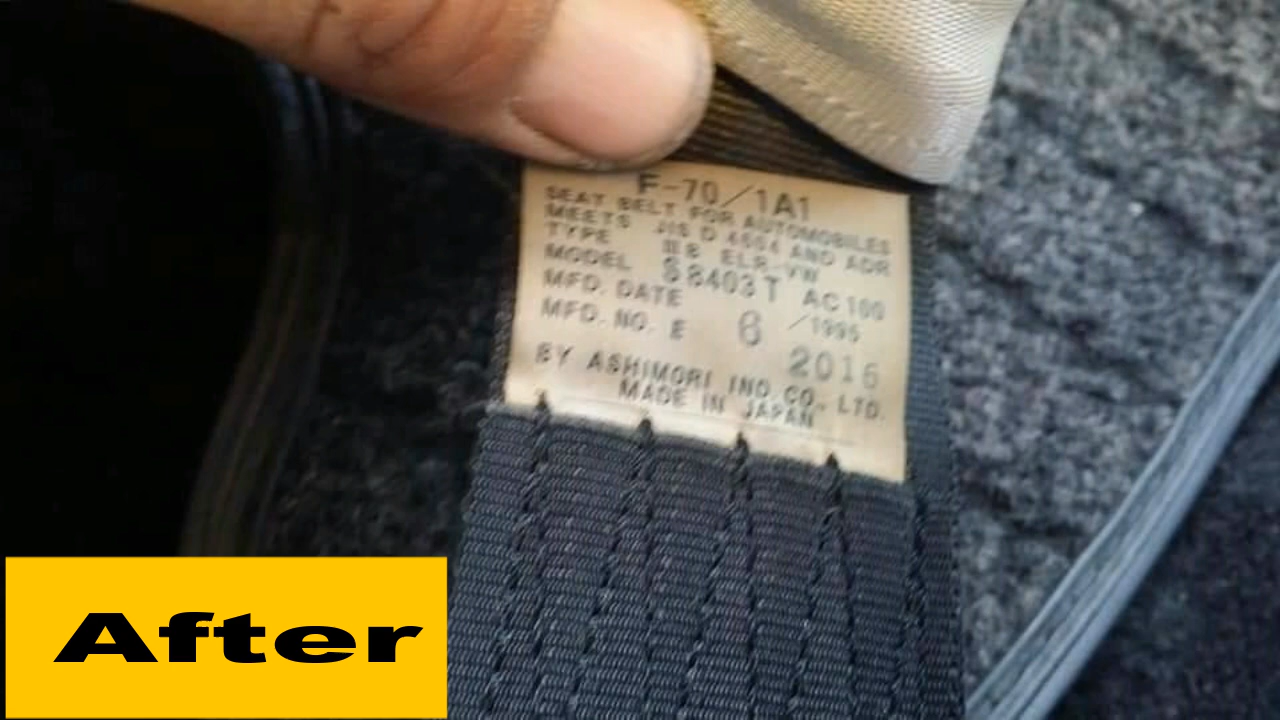 F-70/1A1
SEAT BELT FOR AUTOMOBILES
MEETS JIS D 4604 AND ADR
TYPE ⅢB ELR-VW
MODEL S8403T AC100
MFD. DATE 6 /1995
MFD. NO. E 2016
BY ASHIMORI IND. CO., LTD.
MADE IN JAPAN
After